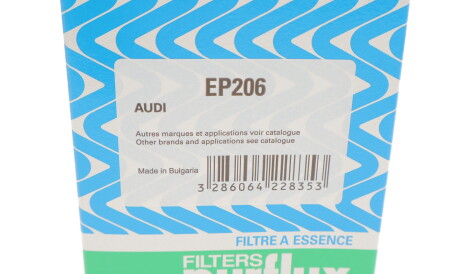 EP206
AUDI
Autres marques et applications voir catalogue
Other brands and applications see catalogue
Made in Bulgaria
3 286064 228353
FILTRE A ESSENCE
FILTERS
purflux